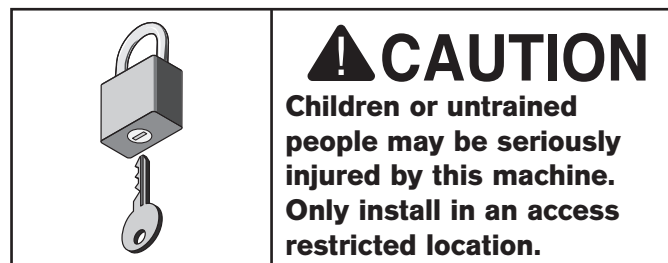 CAUTION
Children or untrained
people may be seriously
injured by this machine.
Only install in an access
restricted location.